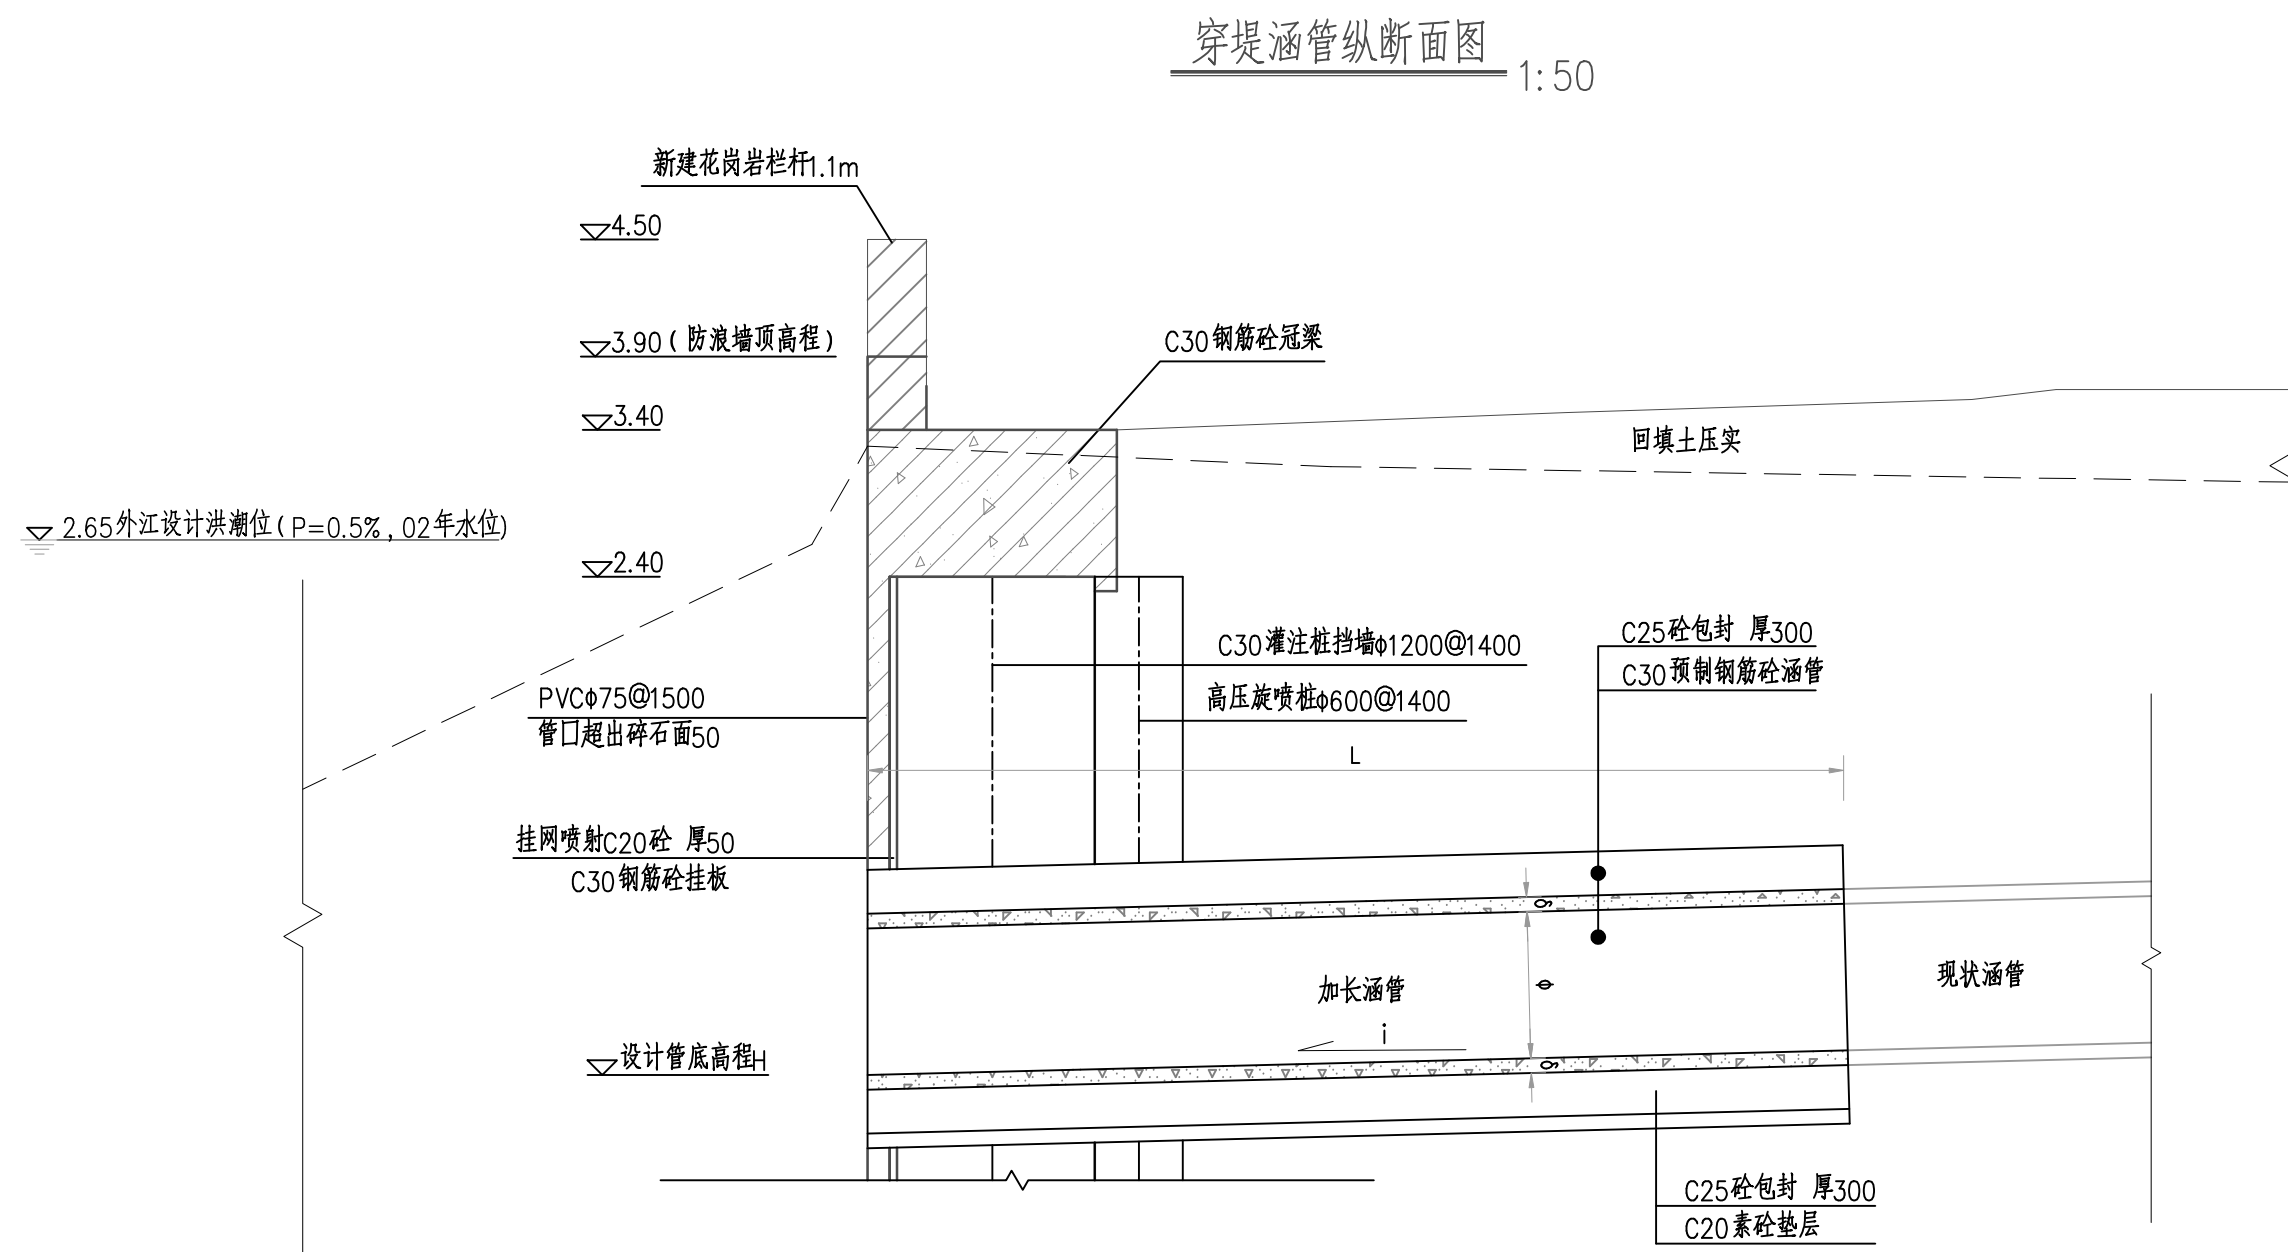 穿堤涵管纵断面图 1:50
新建花岗岩栏杆1.1m
4.50
3.90(防浪墙顶高程)
C30钢筋砼冠梁
3.40
回填土压实
2.65外江设计洪潮位(P=0.5%,02年水位)
2.40
C30灌注桩挡墙φ1200@1400
C25砼包封 厚300
C30预制钢筋砼涵管
PVCφ75@1500
管口超出碎石面50
高压旋喷桩φ600@1400
L
挂网喷射C20砼 厚50
C30钢筋砼挂板
δ
加长涵管
φ
现状涵管
i
设计管底高程H
δ
C25砼包封 厚300
C20素砼垫层